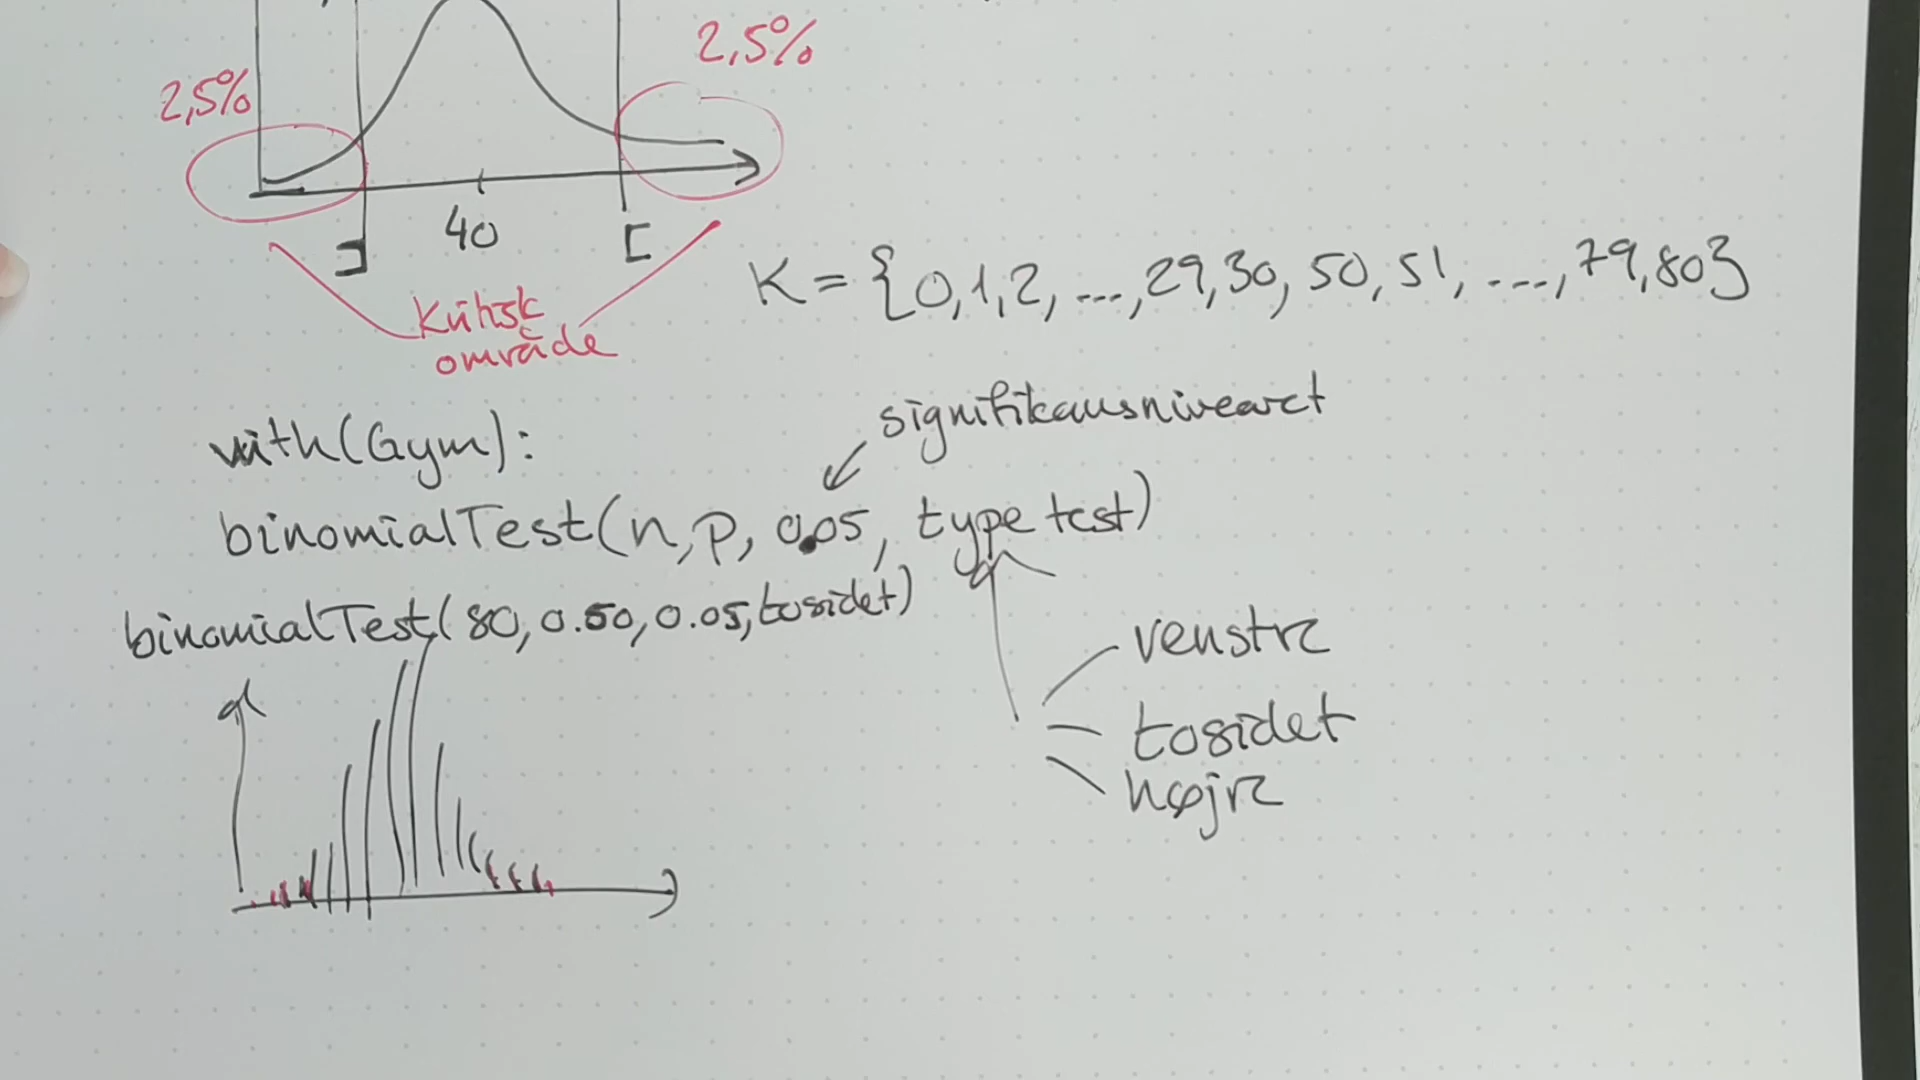 2,5%
2,5%
40
] [
Kritisk
område
K = {0,1,2, ...,29,30, 50,51, ...,79,80}
signifikansniveauet
with(Gym):
binomialTest(n,p, 0.05, type test)
binomialTest(80, 0.50, 0.05, tosidet)
venstre
tosidet
højre